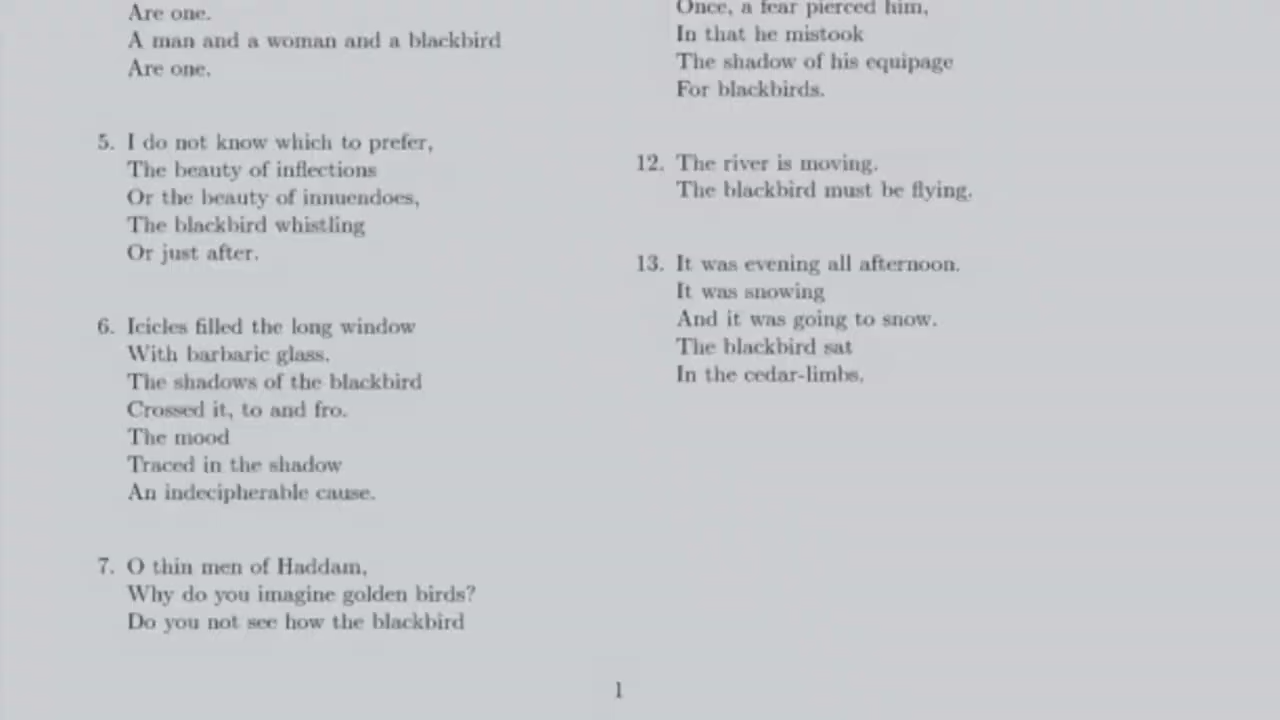 Are one.
A man and a woman and a blackbird
Are one.
5. I do not know which to prefer,
The beauty of inflections
Or the beauty of innuendoes,
The blackbird whistling
Or just after.
6. Icicles filled the long window
With barbaric glass.
The shadows of the blackbird
Crossed it, to and fro.
The mood
Traced in the shadow
An indecipherable cause.
7. O thin men of Haddam,
Why do you imagine golden birds?
Do you not see how the blackbird
Once, a fear pierced him,
In that he mistook
The shadow of his equipage
For blackbirds.
12. The river is moving.
The blackbird must be flying.
13. It was evening all afternoon.
It was snowing
And it was going to snow.
The blackbird sat
In the cedar-limbs.
1